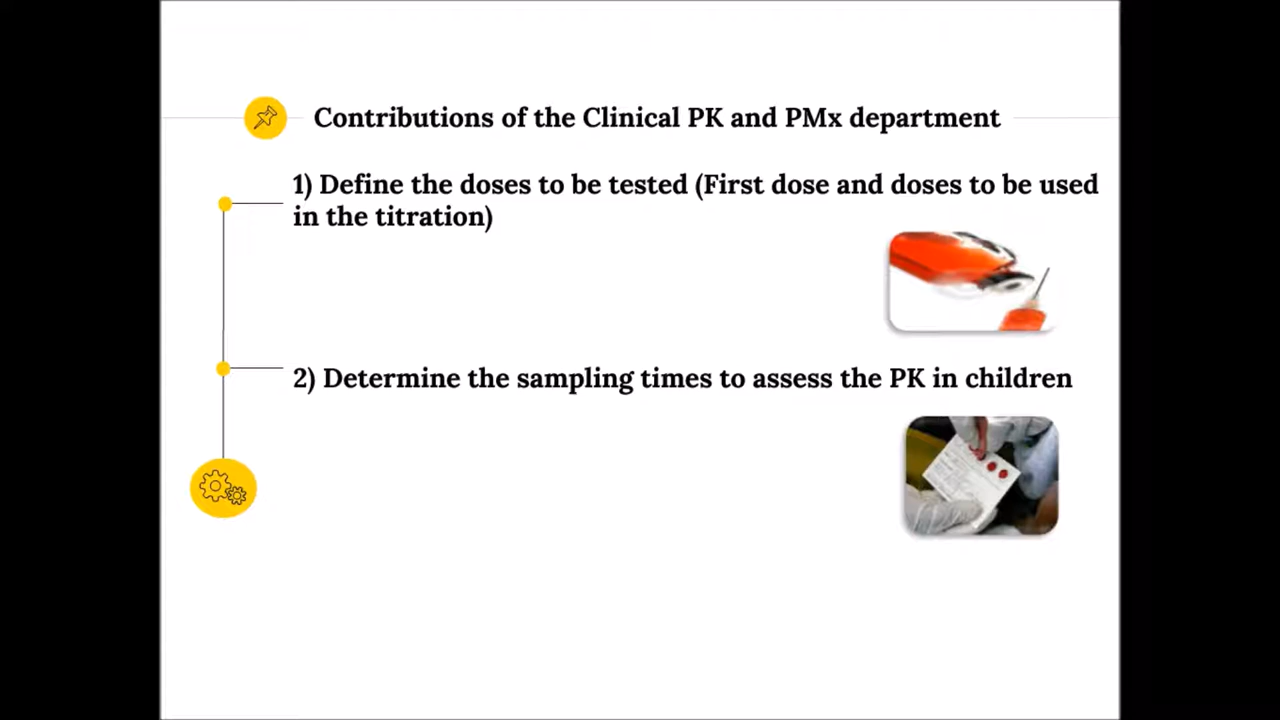 Contributions of the Clinical PK and PMx department
1) Define the doses to be tested (First dose and doses to be used
in the titration)
2) Determine the sampling times to assess the PK in children